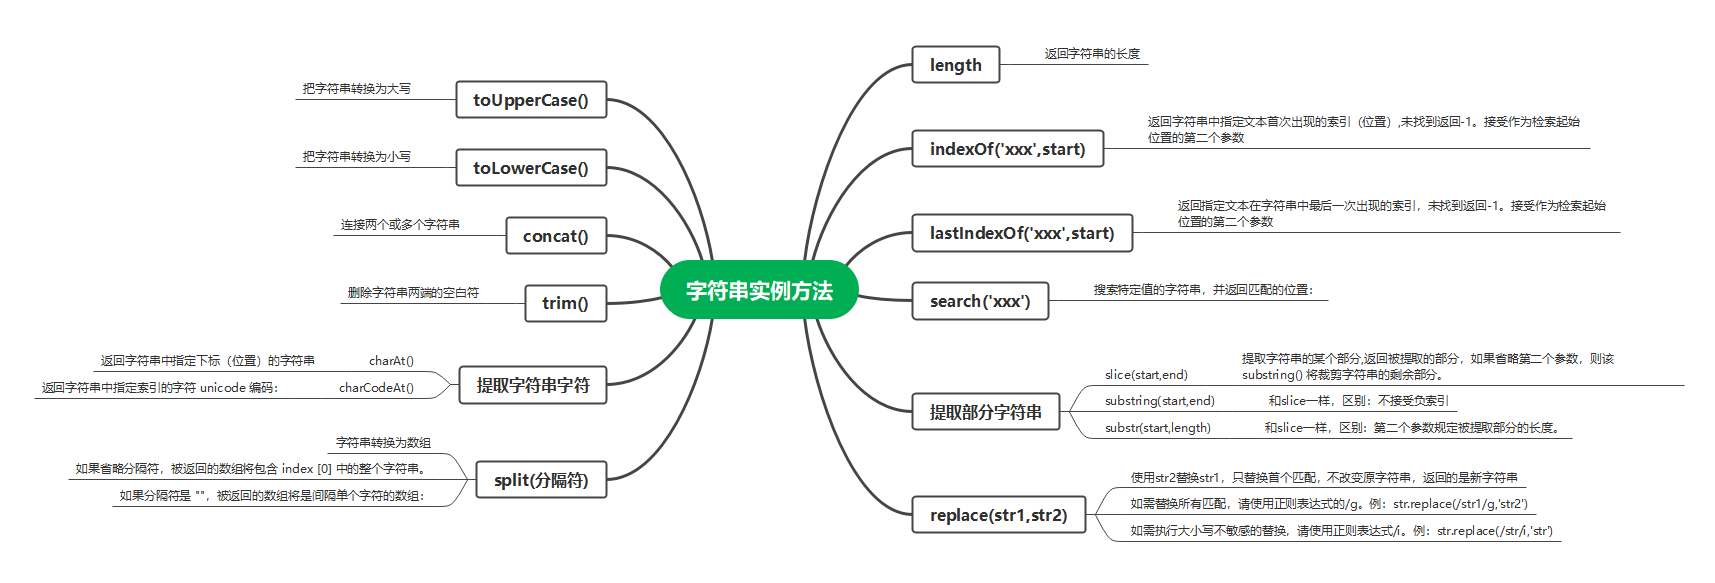 字符串实例方法
length
返回字符串的长度
indexOf('xxx',start)
返回字符串中指定文本首次出现的索引（位置）,未找到返回-1。接受作为检索起始
位置的第二个参数
lastIndexOf('xxx',start)
返回指定文本在字符串中最后一次出现的索引，未找到返回-1。接受作为检索起始
位置的第二个参数
search('xxx')
搜索特定值的字符串，并返回匹配的位置：
提取部分字符串
slice(start,end)
提取字符串的某个部分,返回被提取的部分，如果省略第二个参数，则该
substring() 将裁剪字符串的剩余部分。
substring(start,end)
和slice一样，区别：不接受负索引
substr(start,length)
和slice一样，区别：第二个参数规定被提取部分的长度。
replace(str1,str2)
使用str2替换str1，只替换首个匹配，不改变原字符串，返回的是新字符串
如需替换所有匹配，请使用正则表达式的/g。例：str.replace(/str1/g,'str2')
如需执行大小写不敏感的替换，请使用正则表达式/i。例：str.replace(/str/i,'str')
toUpperCase()
把字符串转换为大写
toLowerCase()
把字符串转换为小写
concat()
连接两个或多个字符串
trim()
删除字符串两端的空白符
提取字符串字符
charAt()
返回字符串中指定下标（位置）的字符串
charCodeAt()
返回字符串中指定索引的字符 unicode 编码：
split(分隔符)
字符串转换为数组
如果省略分隔符，被返回的数组将包含 index [0] 中的整个字符串。
如果分隔符是 ""，被返回的数组将是间隔单个字符的数组：